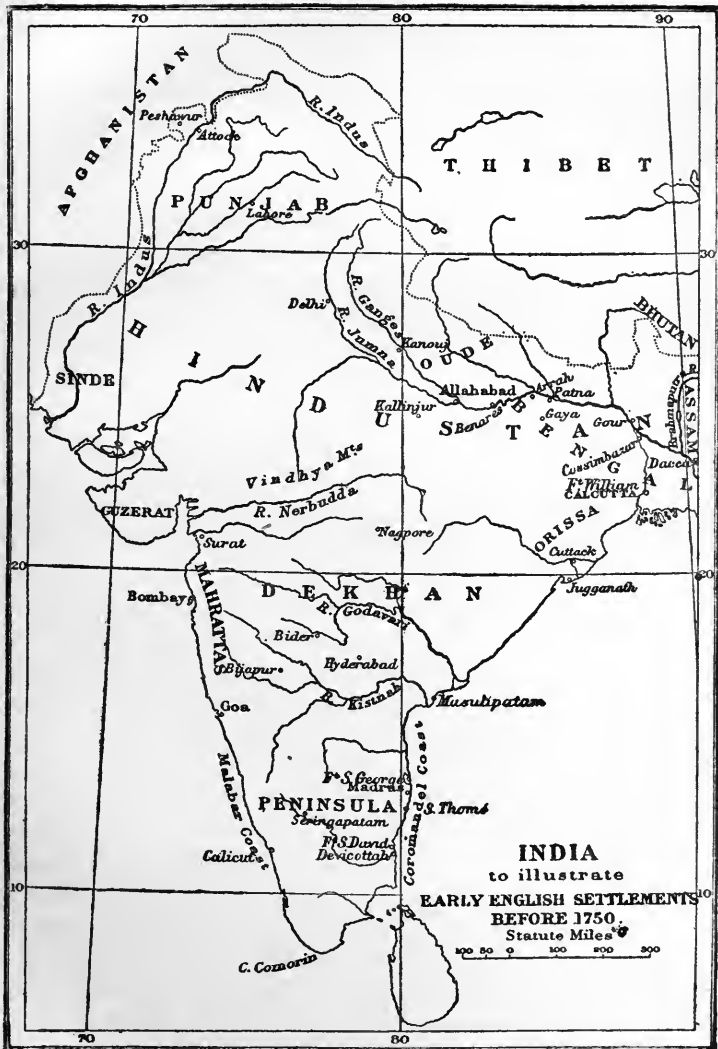 70
80
90
AFGHANISTAN
Peshawur
Attock
R. Indus
THIBET
PUNJAB
Lahore
30
30
R. Indus
Delhi
R. Ganges
R. Jumna
Kanouj
OUDE
BHUTAN
HINDUSTAN
SINDE
Allahabad
Arrah
Patna
R. Brahmaputra
ASSAM
Kallinjur
Benares
Gaya
Gour
BENGAL
Cussimbazar
Dacca
Vindhya Mts
Ft William
CALCUTTA
GUZERAT
R. Nerbudda
Surat
Nagpore
ORISSA
Cuttack
20
20
Jugganath
Bombay
MAHRATTAS
DEKHAN
R. Godavari
Bider
Hyderabad
Bijapur
R. Kistnah
Musulipatam
Goa
Malabar Coast
Coromandel Coast
Ft S. George
Madras
PENINSULA
S. Thomé
Seringapatam
Ft S. David
Devicottah
Calicut
10
10
C. Comorin
INDIA
to illustrate
EARLY ENGLISH SETTLEMENTS
BEFORE 1750.
Statute Miles
100 50 0 100 200 300
70
80
90